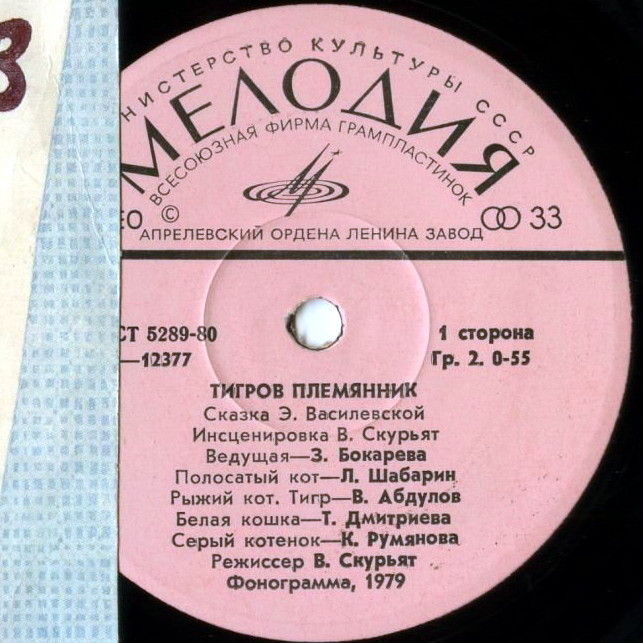 НИСТЕРСТВО КУЛЬТУРЫ СССР
МЕЛОДИЯ
ВСЕСОЮЗНАЯ ФИРМА ГРАМПЛАСТИНОК
ЕО © 33
АПРЕЛЕВСКИЙ ОРДЕНА ЛЕНИНА ЗАВОД
СТ 5289-80 1 сторона
—12377 Гр. 2. 0-55
ТИГРОВ ПЛЕМЯННИК
Сказка Э. Василевской
Инсценировка В. Скурьят
Ведущая—З. Бокарева
Полосатый кот—Л. Шабарин
Рыжий кот. Тигр—В. Абдулов
Белая кошка—Т. Дмитриева
Серый котенок—К. Румянова
Режиссер В. Скурьят
Фонограмма, 1979